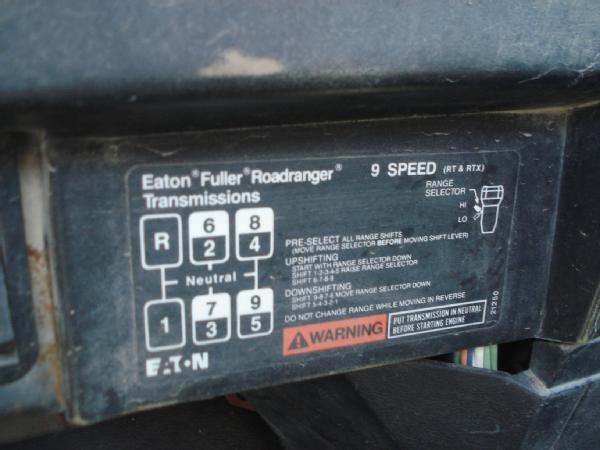 Eaton® Fuller® Roadranger®
Transmissions
9 SPEED (RT & RTX)
RANGE
SELECTOR
HI
LO
R 6 8
2 4
Neutral
1 7 9
3 5
PRE-SELECT ALL RANGE SHIFTS
(MOVE RANGE SELECTOR BEFORE MOVING SHIFT LEVER)
UPSHIFTING
START WITH RANGE SELECTOR DOWN
SHIFT 1-2-3-4-5 RAISE RANGE SELECTOR
SHIFT 6-7-8-9
DOWNSHIFTING
SHIFT 9-8-7-6 MOVE RANGE SELECTOR DOWN
SHIFT 5-4-3-2-1
DO NOT CHANGE RANGE WHILE MOVING IN REVERSE
WARNING
PUT TRANSMISSION IN NEUTRAL
BEFORE STARTING ENGINE
21250
EATON